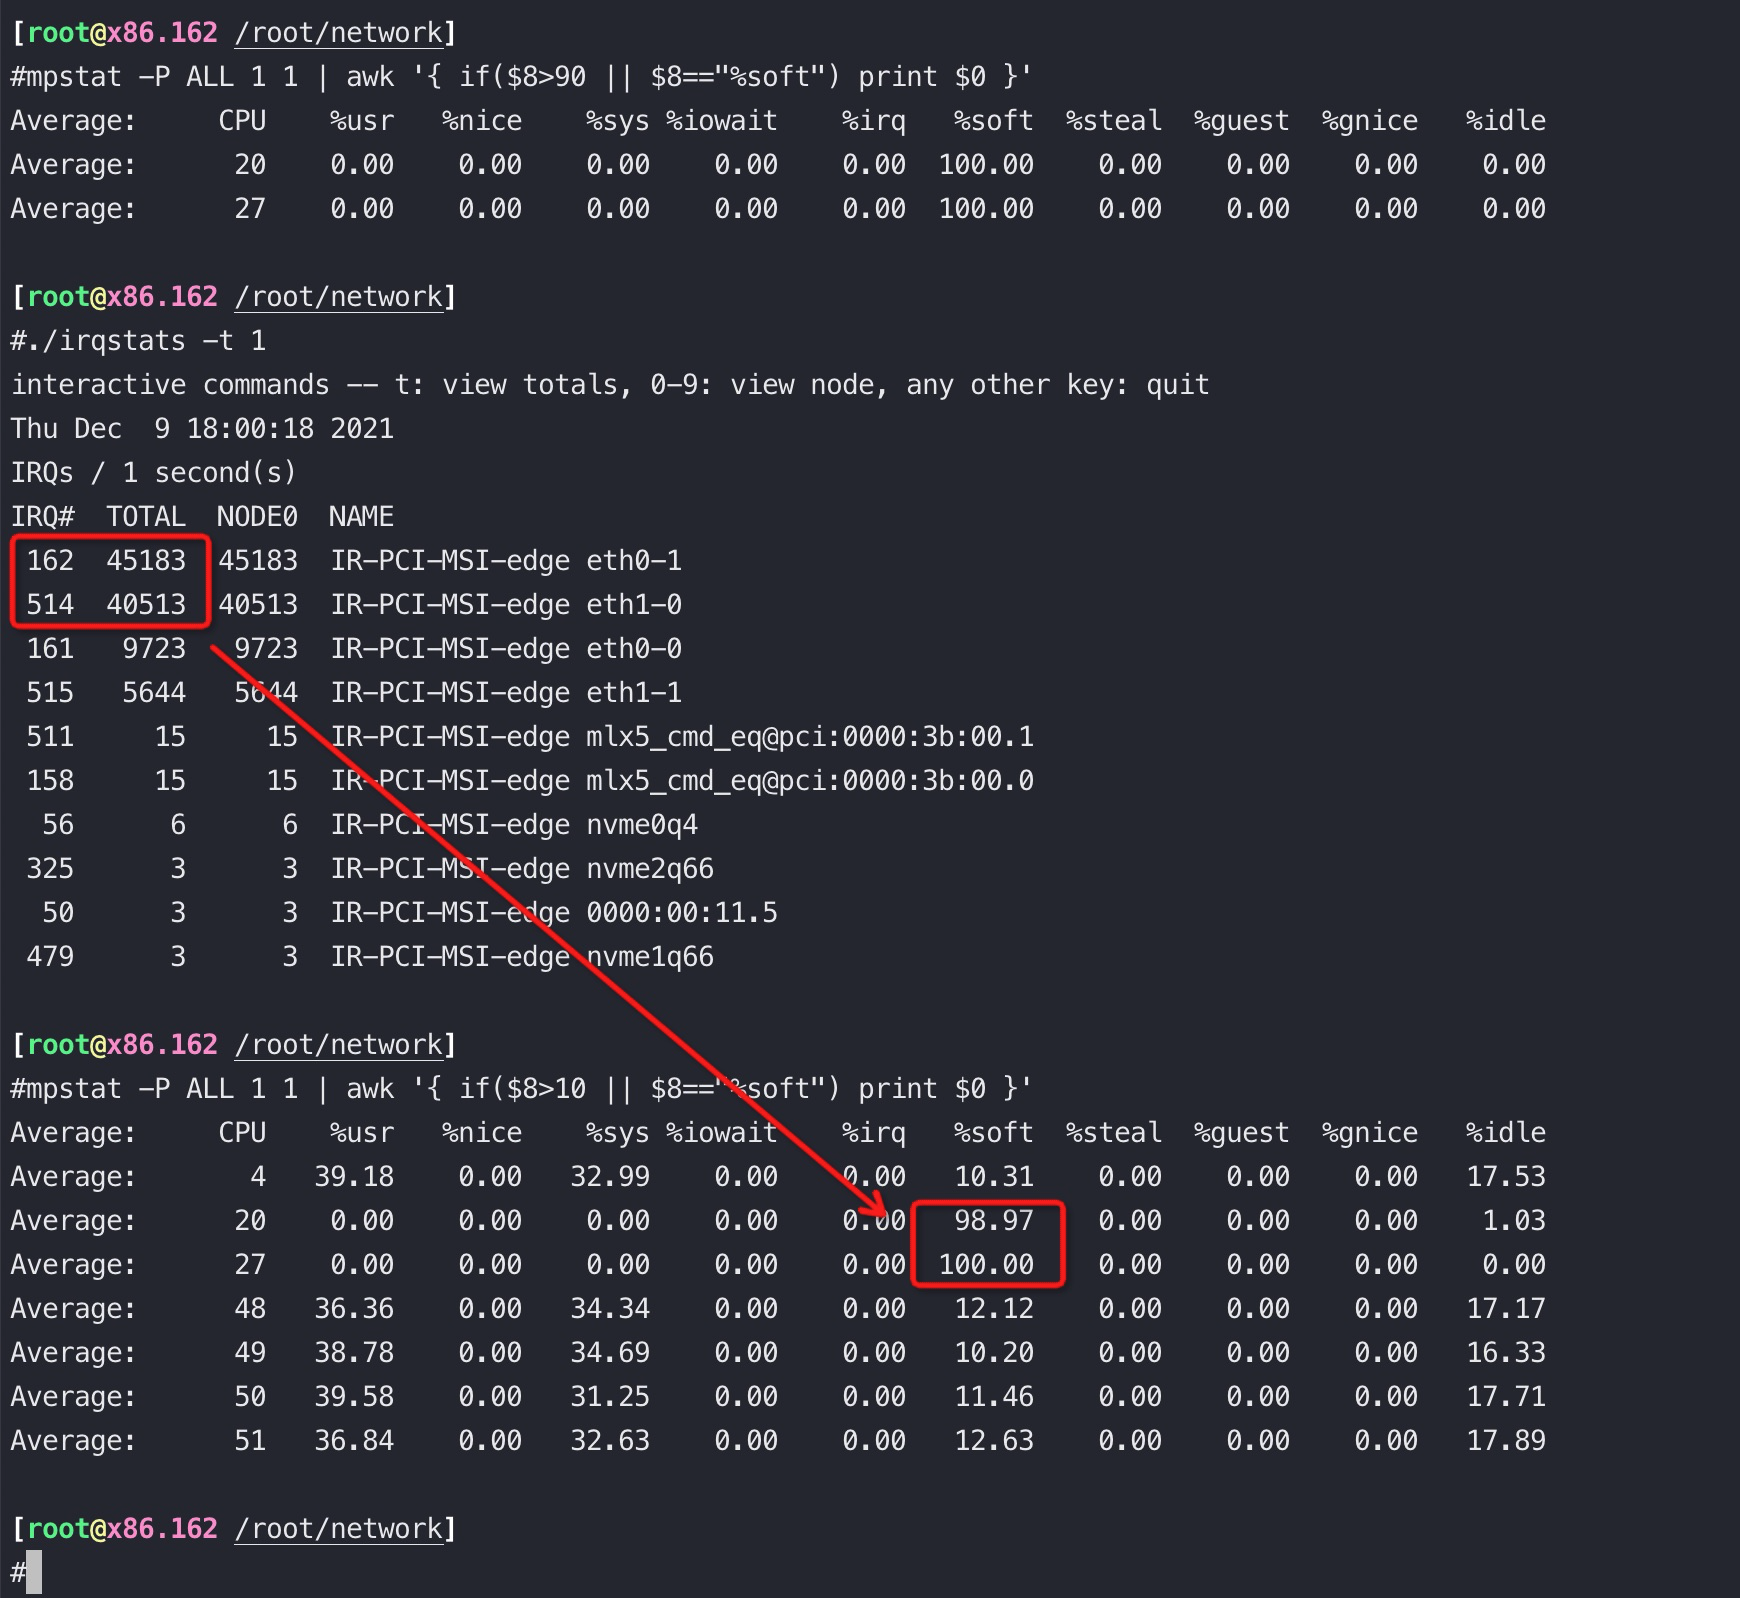 [root@x86.162 /root/network]
#mpstat -P ALL 1 1 | awk '{ if($8>90 || $8=="%soft") print $0 }'
Average:     CPU    %usr   %nice    %sys %iowait    %irq   %soft  %steal  %guest  %gnice   %idle
Average:      20    0.00    0.00    0.00    0.00    0.00  100.00    0.00    0.00    0.00    0.00
Average:      27    0.00    0.00    0.00    0.00    0.00  100.00    0.00    0.00    0.00    0.00
[root@x86.162 /root/network]
#./irqstats -t 1
interactive commands -- t: view totals, 0-9: view node, any other key: quit
Thu Dec  9 18:00:18 2021
IRQs / 1 second(s)
IRQ#  TOTAL  NODE0  NAME
 162  45183  45183  IR-PCI-MSI-edge eth0-1
 514  40513  40513  IR-PCI-MSI-edge eth1-0
 161   9723   9723  IR-PCI-MSI-edge eth0-0
 515   5644   5644  IR-PCI-MSI-edge eth1-1
 511     15     15  IR-PCI-MSI-edge mlx5_cmd_eq@pci:0000:3b:00.1
 158     15     15  IR-PCI-MSI-edge mlx5_cmd_eq@pci:0000:3b:00.0
  56      6      6  IR-PCI-MSI-edge nvme0q4
 325      3      3  IR-PCI-MSI-edge nvme2q66
  50      3      3  IR-PCI-MSI-edge 0000:00:11.5
 479      3      3  IR-PCI-MSI-edge nvme1q66
[root@x86.162 /root/network]
#mpstat -P ALL 1 1 | awk '{ if($8>10 || $8=="%soft") print $0 }'
Average:     CPU    %usr   %nice    %sys %iowait    %irq   %soft  %steal  %guest  %gnice   %idle
Average:       4   39.18    0.00   32.99    0.00    0.00   10.31    0.00    0.00    0.00   17.53
Average:      20    0.00    0.00    0.00    0.00    0.00   98.97    0.00    0.00    0.00    1.03
Average:      27    0.00    0.00    0.00    0.00    0.00  100.00    0.00    0.00    0.00    0.00
Average:      48   36.36    0.00   34.34    0.00    0.00   12.12    0.00    0.00    0.00   17.17
Average:      49   38.78    0.00   34.69    0.00    0.00   10.20    0.00    0.00    0.00   16.33
Average:      50   39.58    0.00   31.25    0.00    0.00   11.46    0.00    0.00    0.00   17.71
Average:      51   36.84    0.00   32.63    0.00    0.00   12.63    0.00    0.00    0.00   17.89
[root@x86.162 /root/network]
#